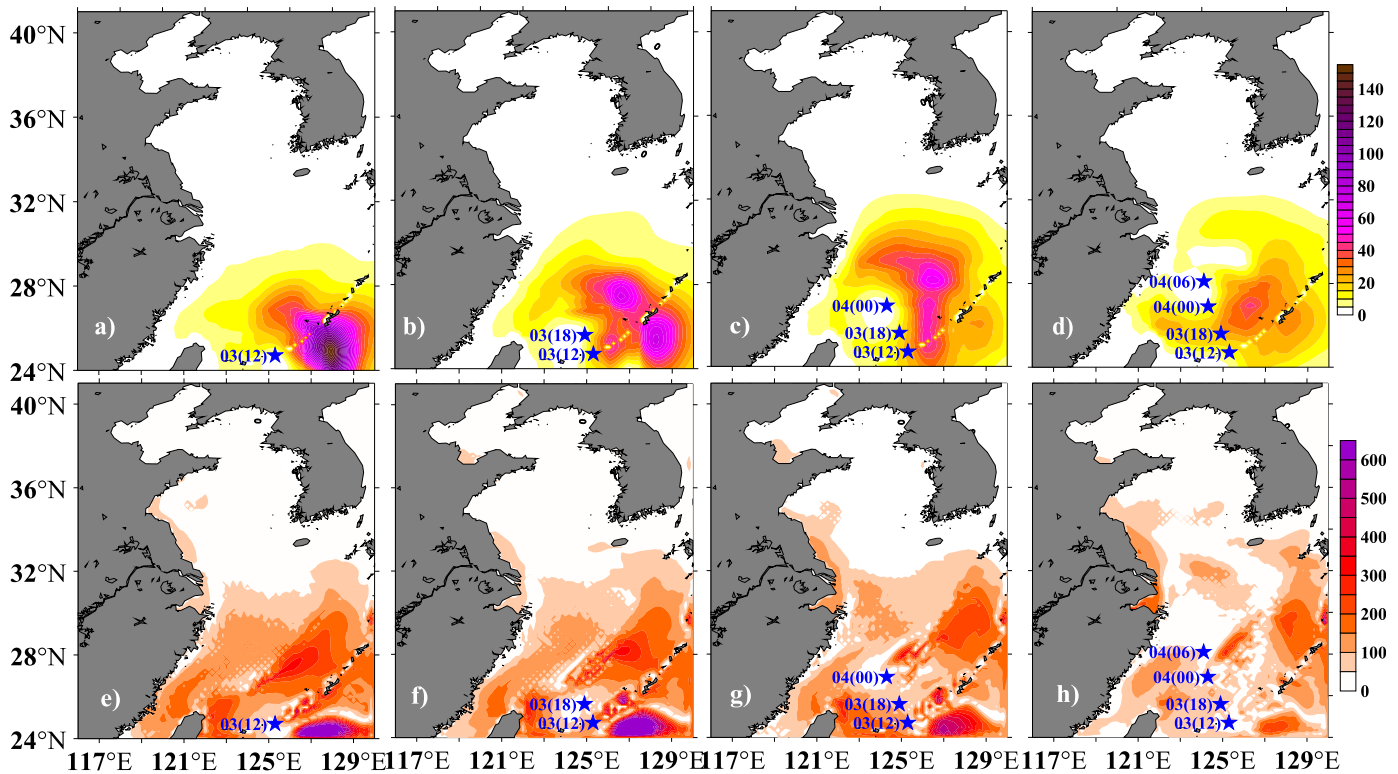 40°N
36°N
32°N
28°N
24°N
a)
03(12)
b)
03(18)
03(12)
c)
04(00)
03(18)
03(12)
d)
04(06)
04(00)
03(18)
03(12)
140
120
100
80
60
40
20
0
40°N
36°N
32°N
28°N
24°N
e)
03(12)
f)
03(18)
03(12)
g)
04(00)
03(18)
03(12)
h)
04(06)
04(00)
03(18)
03(12)
600
500
400
300
200
100
0
117°E 121°E 125°E 129°E
117°E 121°E 125°E 129°E
117°E 121°E 125°E 129°E
117°E 121°E 125°E 129°E